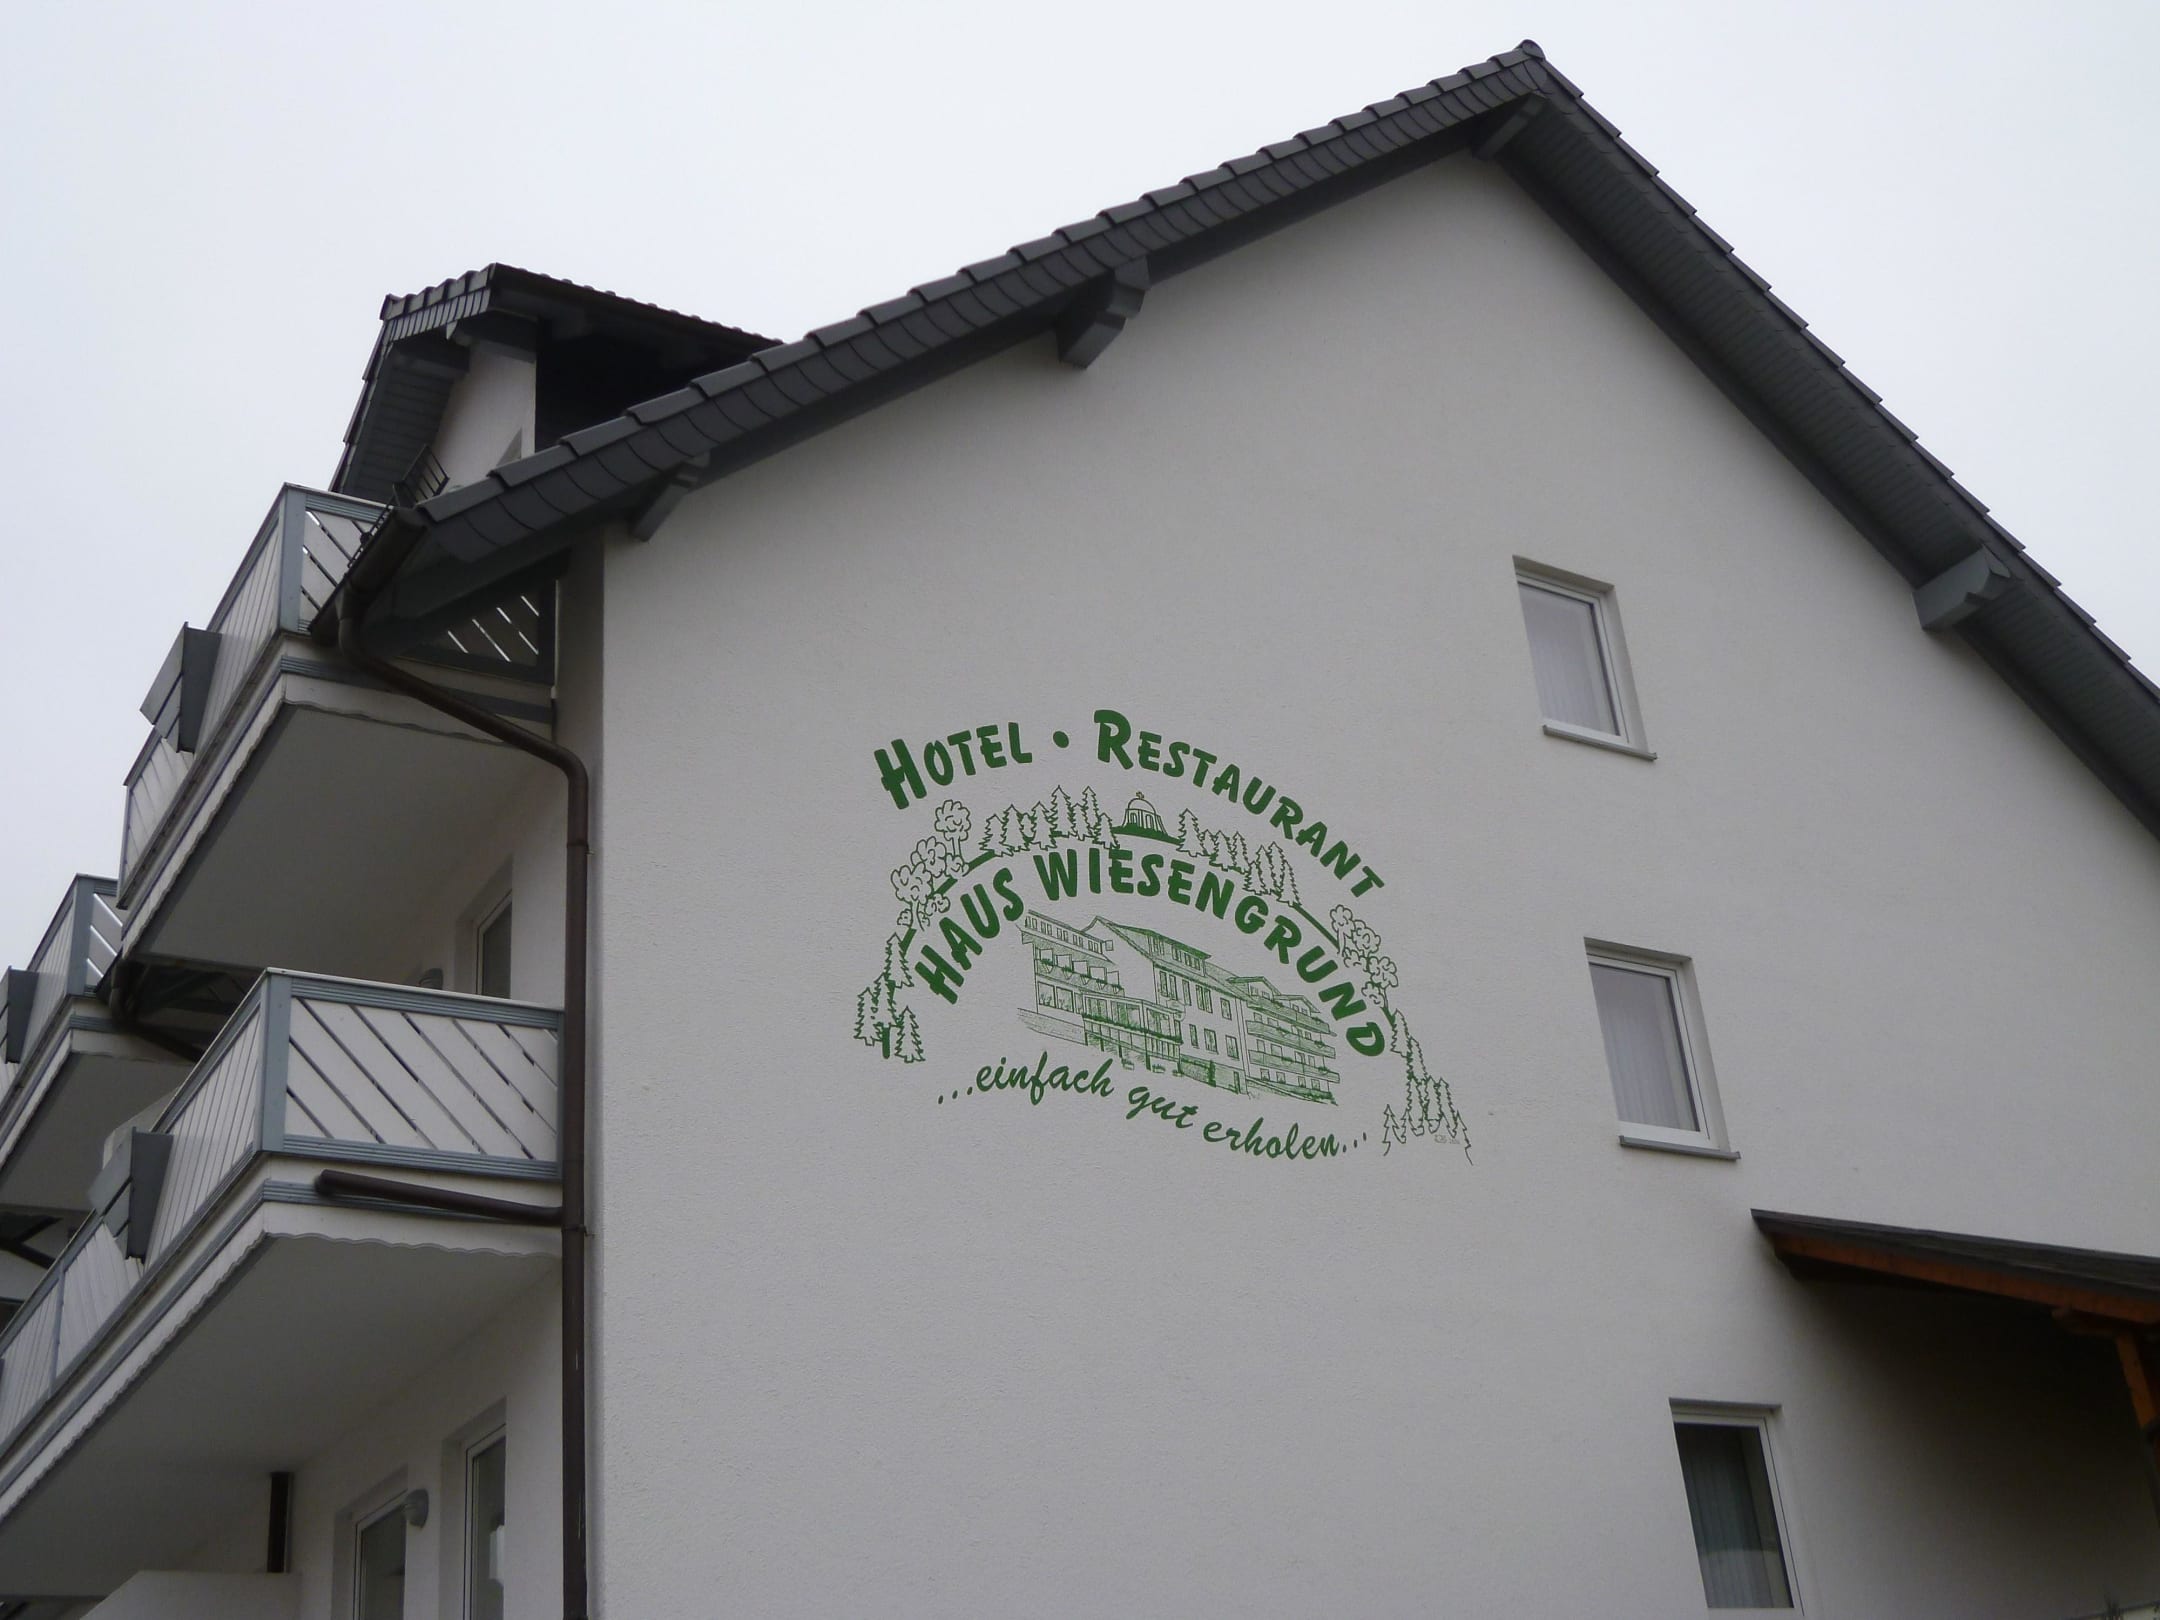 HOTEL • RESTAURANT
HAUS WIESENGRUND
...einfach gut erholen...